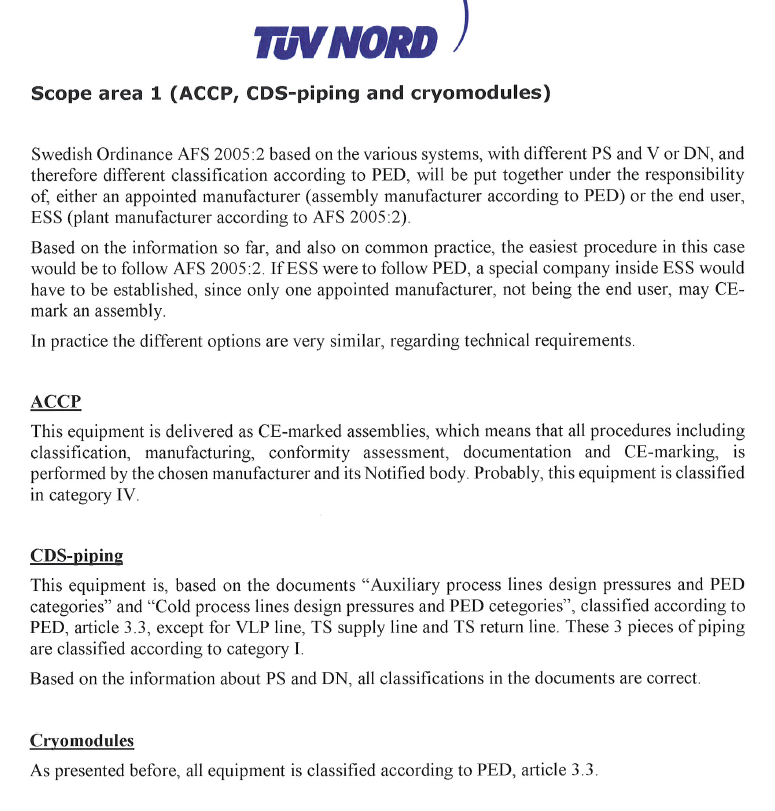 TÜV NORD
Scope area 1 (ACCP, CDS-piping and cryomodules)
Swedish Ordinance AFS 2005:2 based on the various systems, with different PS and V or DN, and
therefore different classification according to PED, will be put together under the responsibility
of, either an appointed manufacturer (assembly manufacturer according to PED) or the end user,
ESS (plant manufacturer according to AFS 2005:2).
Based on the information so far, and also on common practice, the easiest procedure in this case
would be to follow AFS 2005:2. If ESS were to follow PED, a special company inside ESS would
have to be established, since only one appointed manufacturer, not being the end user, may CE-
mark an assembly.
In practice the different options are very similar, regarding technical requirements.
ACCP
This equipment is delivered as CE-marked assemblies, which means that all procedures including
classification, manufacturing, conformity assessment, documentation and CE-marking, is
performed by the chosen manufacturer and its Notified body. Probably, this equipment is classified
in category IV.
CDS-piping
This equipment is, based on the documents “Auxiliary process lines design pressures and PED
categories” and “Cold process lines design pressures and PED cetegories”, classified according to
PED, article 3.3, except for VLP line, TS supply line and TS return line. These 3 pieces of piping
are classified according to category I.
Based on the information about PS and DN, all classifications in the documents are correct.
Cryomodules
As presented before, all equipment is classified according to PED, article 3.3.